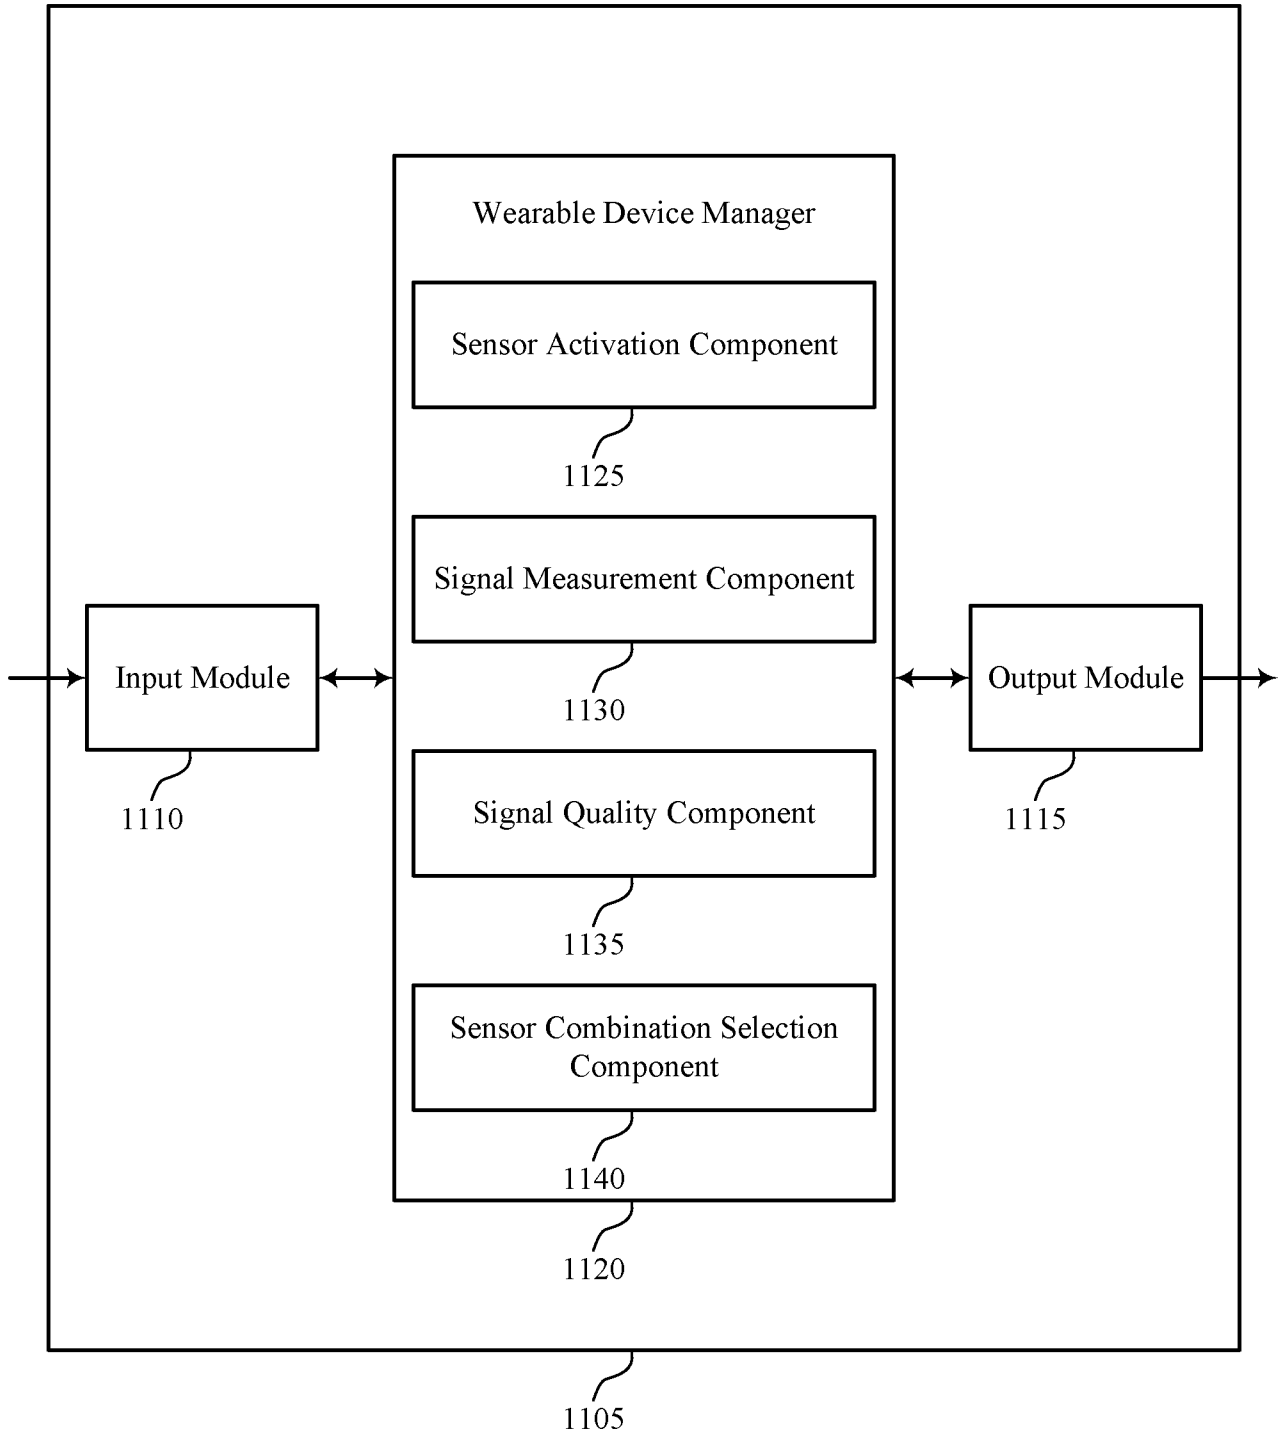 Wearable Device Manager
Sensor Activation Component
1125
Signal Measurement Component
1130
Input Module
1110
Output Module
1115
Signal Quality Component
1135
Sensor Combination Selection
Component
1140
1120
1105